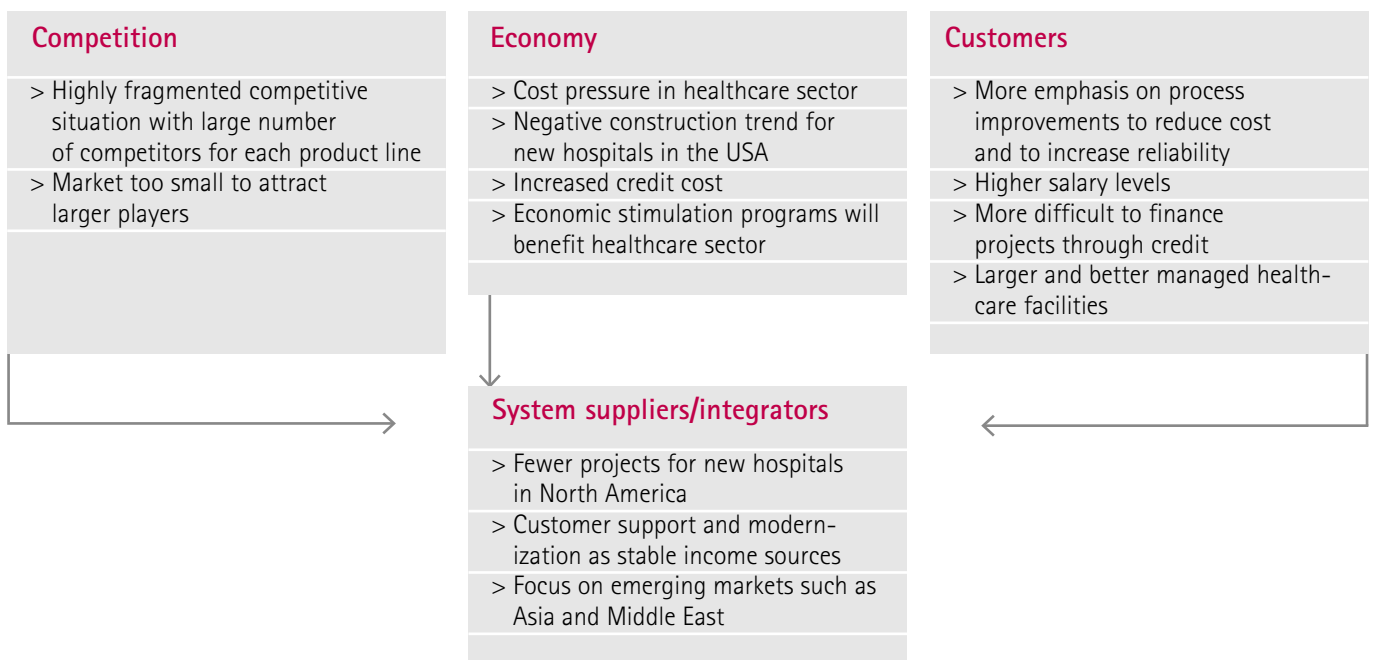 Competition
> Highly fragmented competitive
situation with large number
of competitors for each product line
> Market too small to attract
larger players
Economy
> Cost pressure in healthcare sector
> Negative construction trend for
new hospitals in the USA
> Increased credit cost
> Economic stimulation programs will
benefit healthcare sector
Customers
> More emphasis on process
improvements to reduce cost
and to increase reliability
> Higher salary levels
> More difficult to finance
projects through credit
> Larger and better managed health-
care facilities
System suppliers/integrators
> Fewer projects for new hospitals
in North America
> Customer support and modern-
ization as stable income sources
> Focus on emerging markets such as
Asia and Middle East